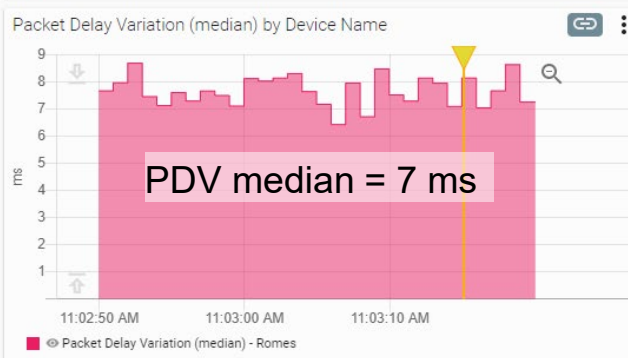 Packet Delay Variation (median) by Device Name
9
8
7
6
5
4
3
2
1
ms
PDV median = 7 ms
11:02:50 AM 11:03:00 AM 11:03:10 AM
Packet Delay Variation (median) - Romes